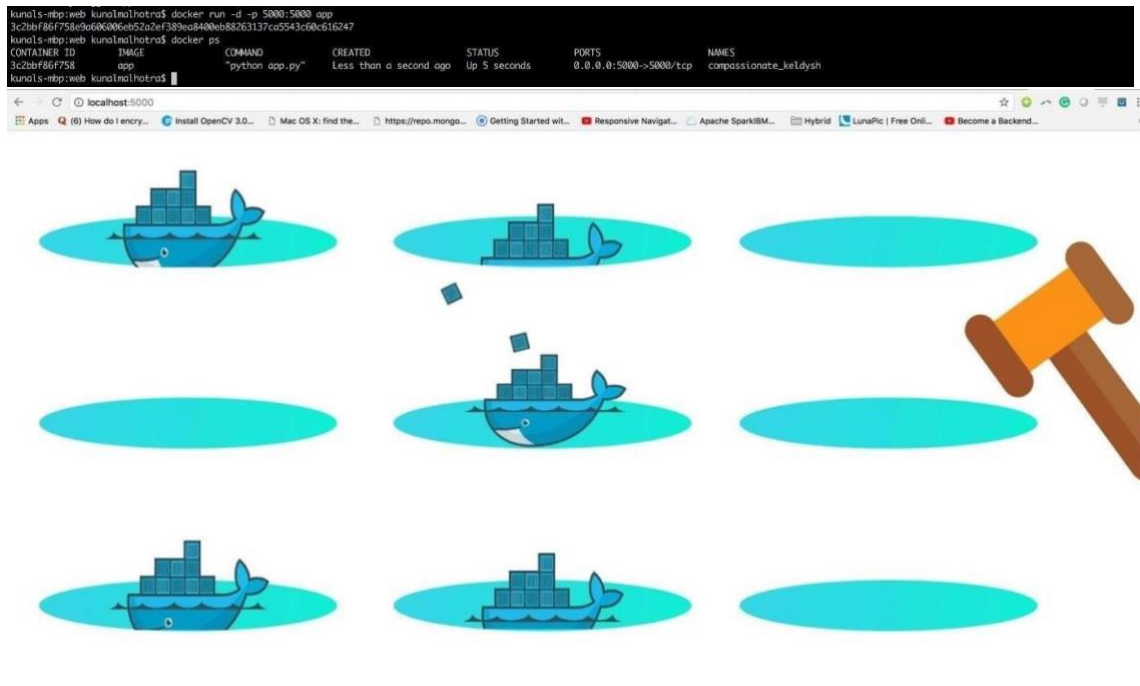 kunals-mbp:web kunalmalhotra$ docker run -d -p 5000:5000 app
3c2bbf86f758e9a606006eb52a2ef389ea8400eb88263137ca5543c60c616247
kunals-mbp:web kunalmalhotra$ docker ps
CONTAINER ID IMAGE COMMAND CREATED STATUS PORTS NAMES
3c2bbf86f758 app "python app.py" Less than a second ago Up 5 seconds 0.0.0.0:5000->5000/tcp compassionate_keldysh
kunals-mbp:web kunalmalhotra$
localhost:5000
Apps (6) How do I encry... Install OpenCV 3.0... Mac OS X: find the... https://repo.mongo... Getting Started wit... Responsive Navigat... Apache SparkIBM... Hybrid LunaPic | Free Onli... Become a Backend...